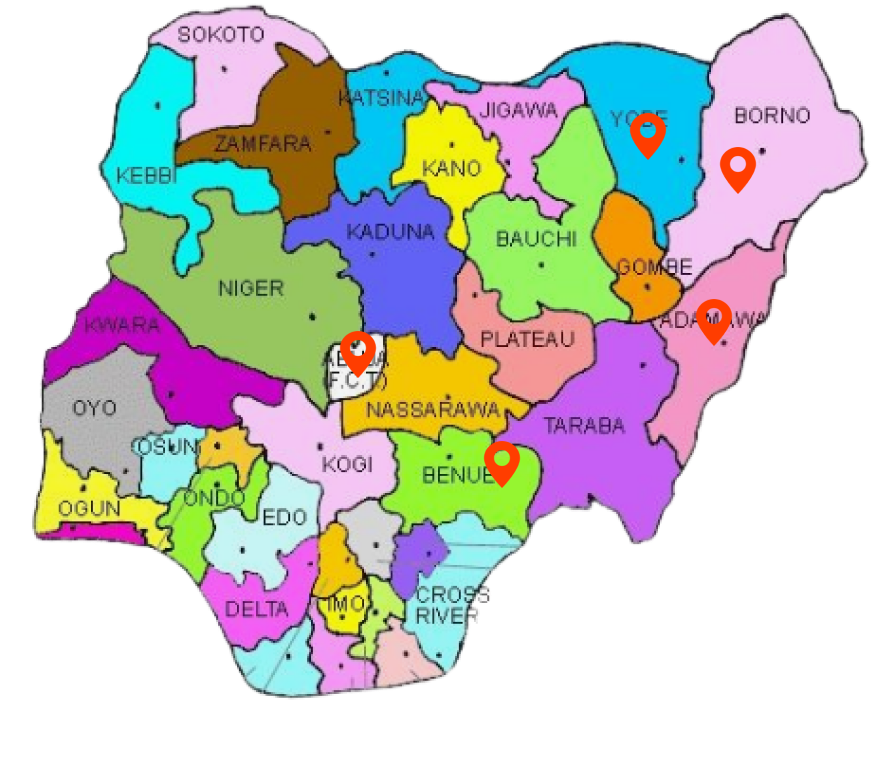 SOKOTO
KATSINA
JIGAWA
YOBE
BORNO
ZAMFARA
KANO
KEBBI
KADUNA
BAUCHI
GOMBE
NIGER
ADAMAWA
KWARA
PLATEAU
ABUJA
(F.C.T)
NASSARAWA
OYO
TARABA
OSUN
KOGI
BENUE
ONDO
OGUN
EDO
CROSS
RIVER
IMO
DELTA